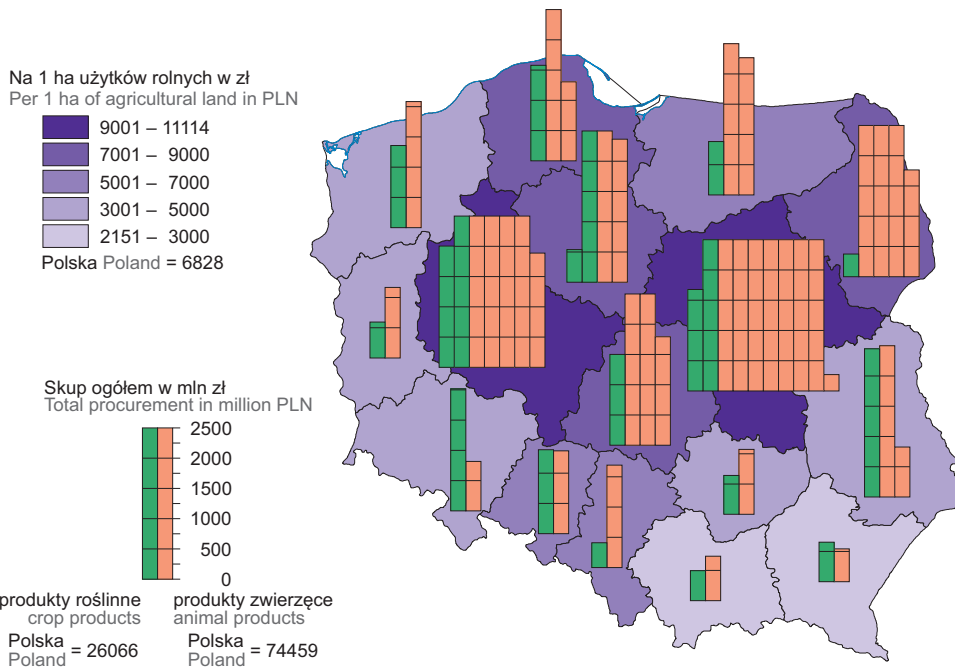 Na 1 ha użytków rolnych w zł
Per 1 ha of agricultural land in PLN
9001 – 11114
7001 – 9000
5001 – 7000
3001 – 5000
2151 – 3000
Polska Poland = 6828
Skup ogółem w mln zł
Total procurement in million PLN
2500
2000
1500
1000
500
0
produkty roślinne
crop products
Polska
Poland = 26066
produkty zwierzęce
animal products
Polska
Poland = 74459